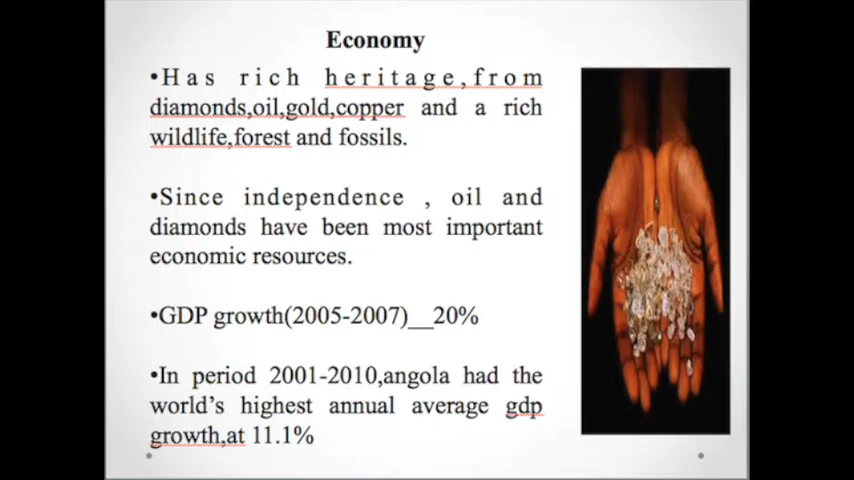 Economy
•Has rich heritage,from
diamonds,oil,gold,copper and a rich
wildlife,forest and fossils.
•Since independence , oil and
diamonds have been most important
economic resources.
•GDP growth(2005-2007)__20%
•In period 2001-2010,angola had the
world's highest annual average gdp
growth,at 11.1%